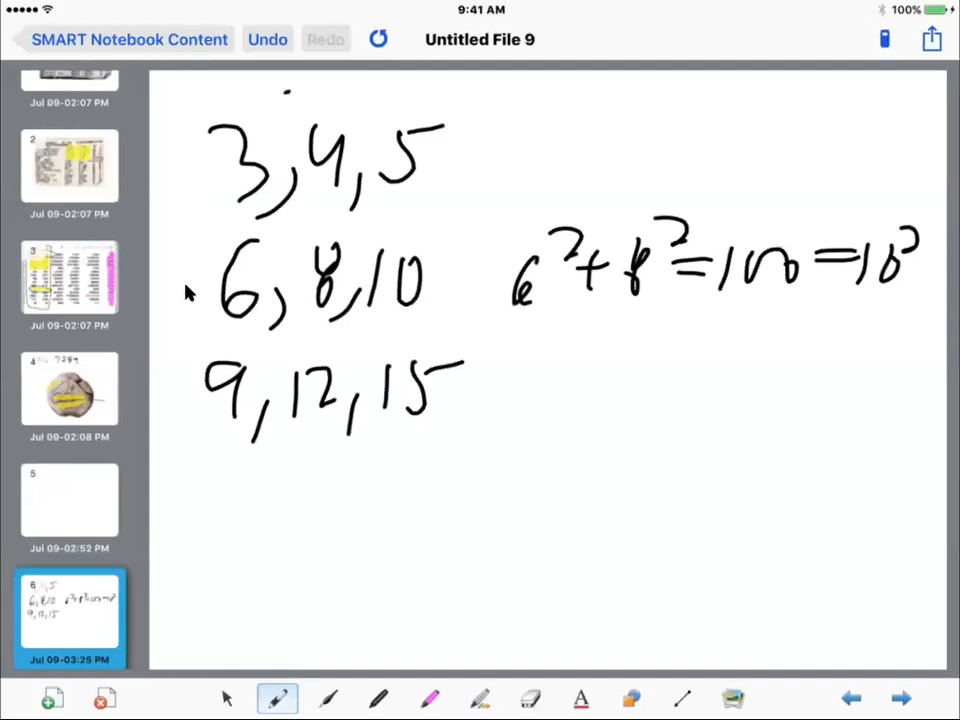 9:41 AM
100%
SMART Notebook Content
Undo
Redo
Untitled File 9
Jul 09-02:07 PM
2
Jul 09-02:07 PM
3
Jul 09-02:07 PM
4
7289
Jul 09-02:08 PM
5
Jul 09-02:52 PM
6
Jul 09-03:25 PM
3, 4, 5
6, 8, 10 6² + 8² = 100 = 10²
9, 12, 15
A